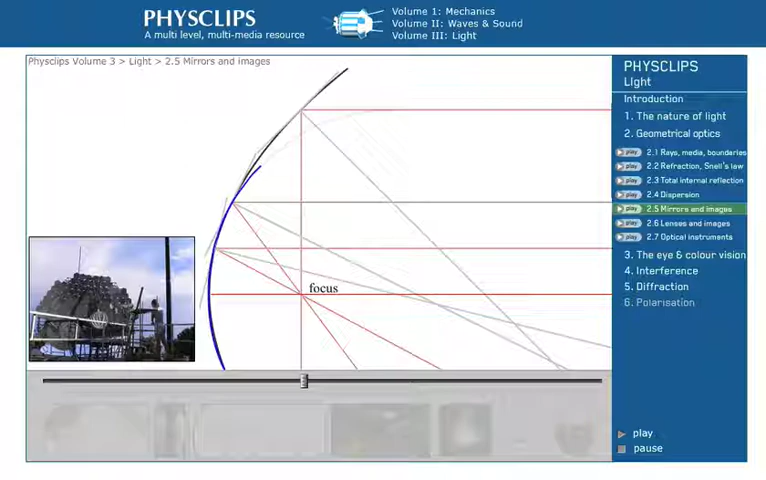 PHYSCLIPS
A multi level, multi-media resource
Volume 1: Mechanics
Volume II: Waves & Sound
Volume III: Light
Physclips Volume 3 > Light > 2.5 Mirrors and images
focus
PHYSCLIPS
Light
Introduction
1. The nature of light
2. Geometrical optics
play 2.1 Rays, media, boundaries
play 2.2 Refraction, Snell's law
play 2.3 Total internal reflection
play 2.4 Dispersion
play 2.5 Mirrors and images
play 2.6 Lenses and images
play 2.7 Optical instruments
3. The eye & colour vision
4. Interference
5. Diffraction
6. Polarisation
play
pause